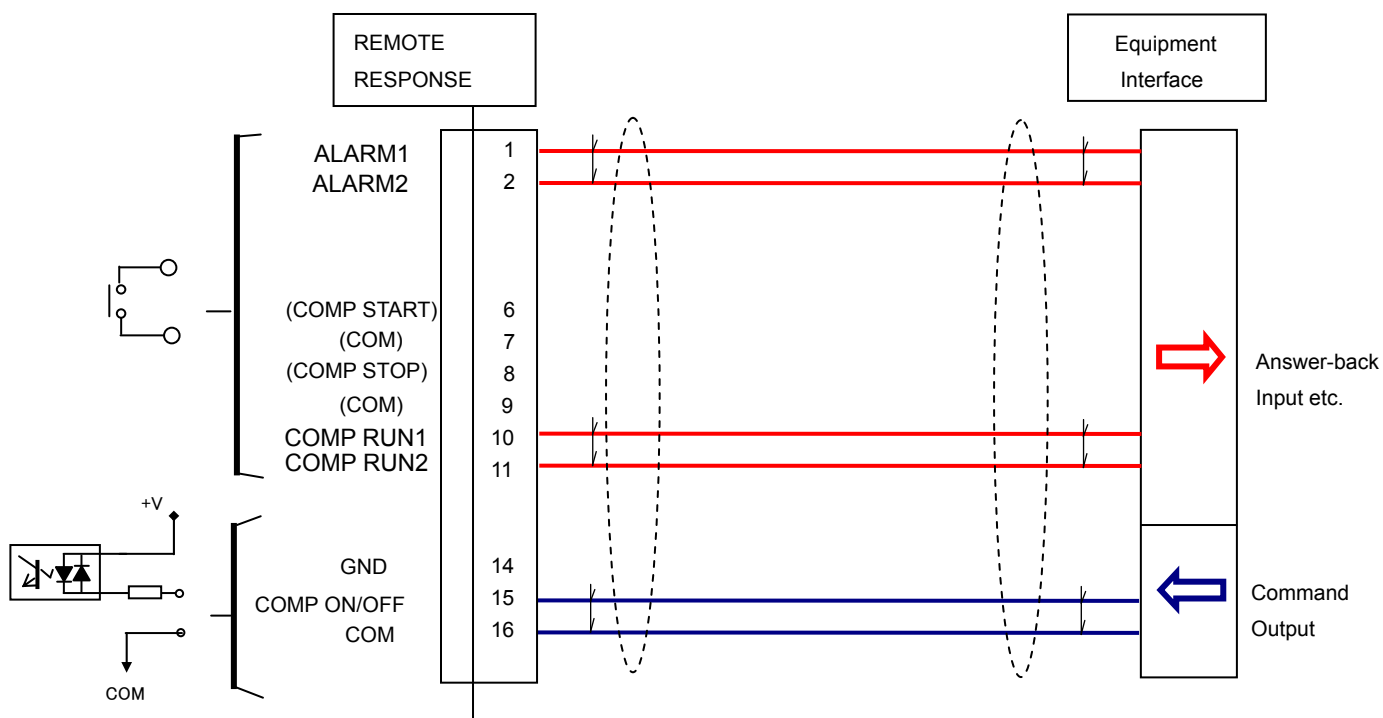 REMOTE
RESPONSE
Equipment
Interface
ALARM1 1
ALARM2 2
(COMP START) 6
(COM) 7
(COMP STOP) 8
(COM) 9
COMP RUN1 10
COMP RUN2 11
Answer-back
Input etc.
+V
GND 14
COMP ON/OFF 15
COM 16
COM
Command
Output